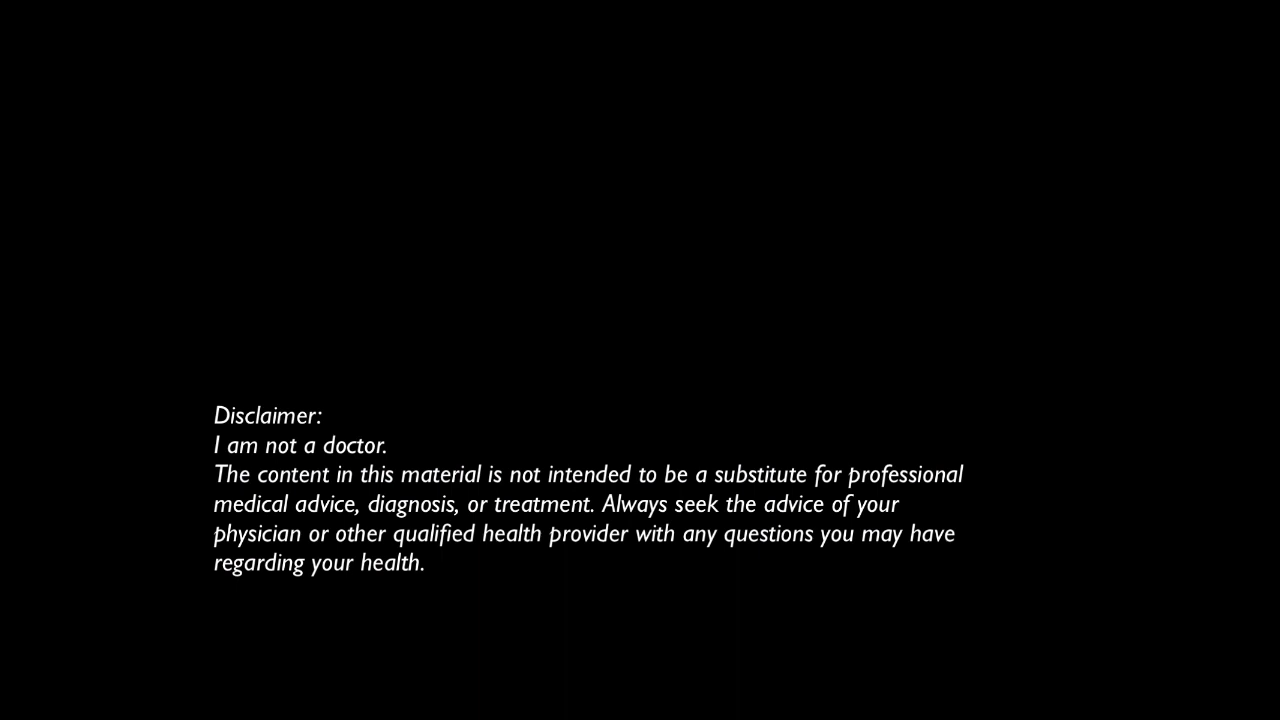 Disclaimer:
I am not a doctor.
The content in this material is not intended to be a substitute for professional
medical advice, diagnosis, or treatment. Always seek the advice of your
physician or other qualified health provider with any questions you may have
regarding your health.